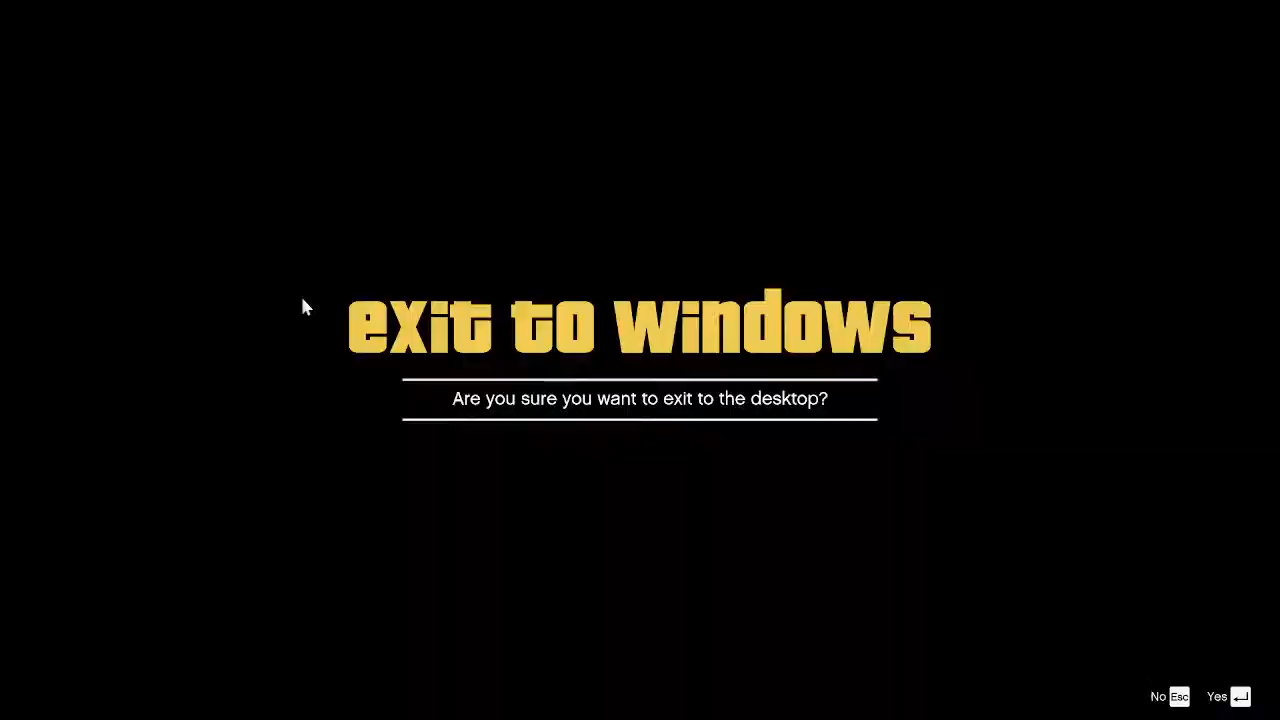 exit to windows
Are you sure you want to exit to the desktop?
No Esc Yes